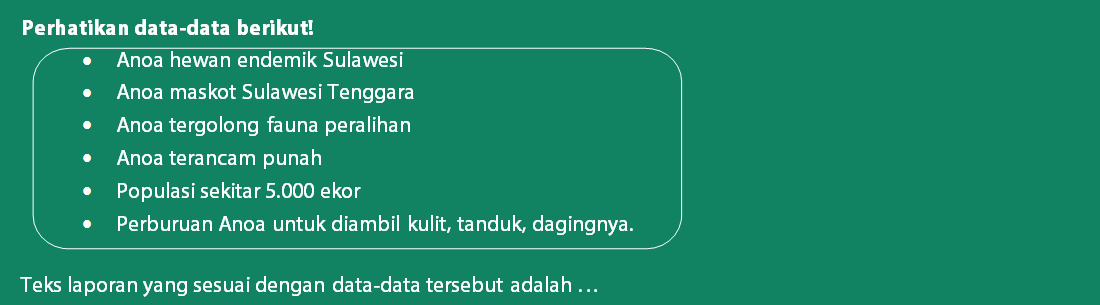 Perhatikan data-data berikut!
• Anoa hewan endemik Sulawesi
• Anoa maskot Sulawesi Tenggara
• Anoa tergolong fauna peralihan
• Anoa terancam punah
• Populasi sekitar 5.000 ekor
• Perburuan Anoa untuk diambil kulit, tanduk, dagingnya.
Teks laporan yang sesuai dengan data-data tersebut adalah …